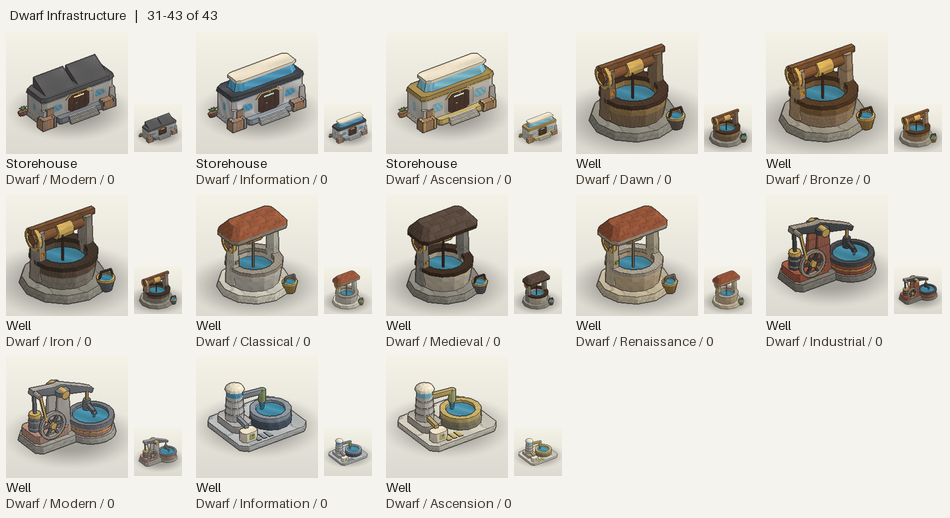 Dwarf Infrastructure | 31-43 of 43
Storehouse
Dwarf / Modern / 0
Storehouse
Dwarf / Information / 0
Storehouse
Dwarf / Ascension / 0
Well
Dwarf / Dawn / 0
Well
Dwarf / Bronze / 0
Well
Dwarf / Iron / 0
Well
Dwarf / Classical / 0
Well
Dwarf / Medieval / 0
Well
Dwarf / Renaissance / 0
Well
Dwarf / Industrial / 0
Well
Dwarf / Modern / 0
Well
Dwarf / Information / 0
Well
Dwarf / Ascension / 0